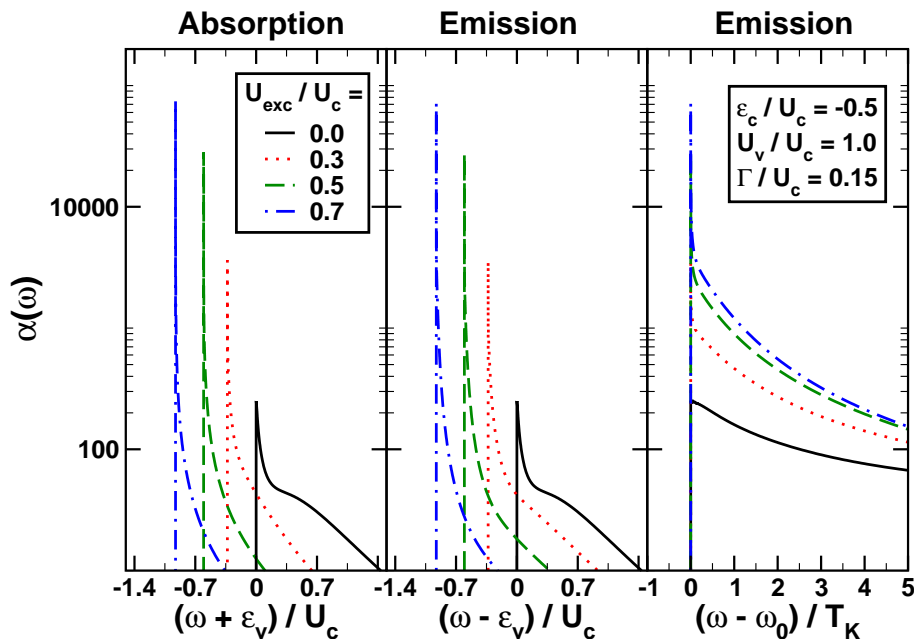 Absorption Emission Emission
U_exc / U_c =
0.0
0.3
0.5
0.7
ε_c / U_c = -0.5
U_v / U_c = 1.0
Γ / U_c = 0.15
10000
100
α(ω)
-1.4 -0.7 0 0.7 -1.4 -0.7 0 0.7 -1 0 1 2 3 4 5
(ω + ε_v) / U_c (ω - ε_v) / U_c (ω - ω_0) / T_K